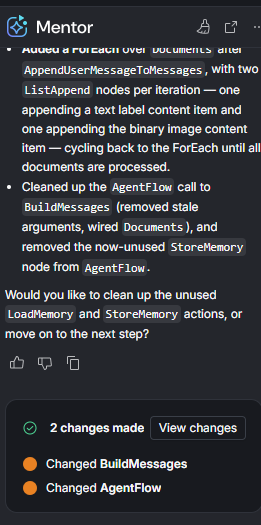 Mentor
• Added a ForEach over Documents after
AppendUserMessageToMessages, with two
ListAppend nodes per iteration — one
appending a text label content item and
one appending the binary image content
item — cycling back to the ForEach until all
documents are processed.
• Cleaned up the AgentFlow call to
BuildMessages (removed stale
arguments, wired Documents), and
removed the now-unused StoreMemory
node from AgentFlow.
Would you like to clean up the unused
LoadMemory and StoreMemory actions, or
move on to the next step?
2 changes made View changes
Changed BuildMessages
Changed AgentFlow